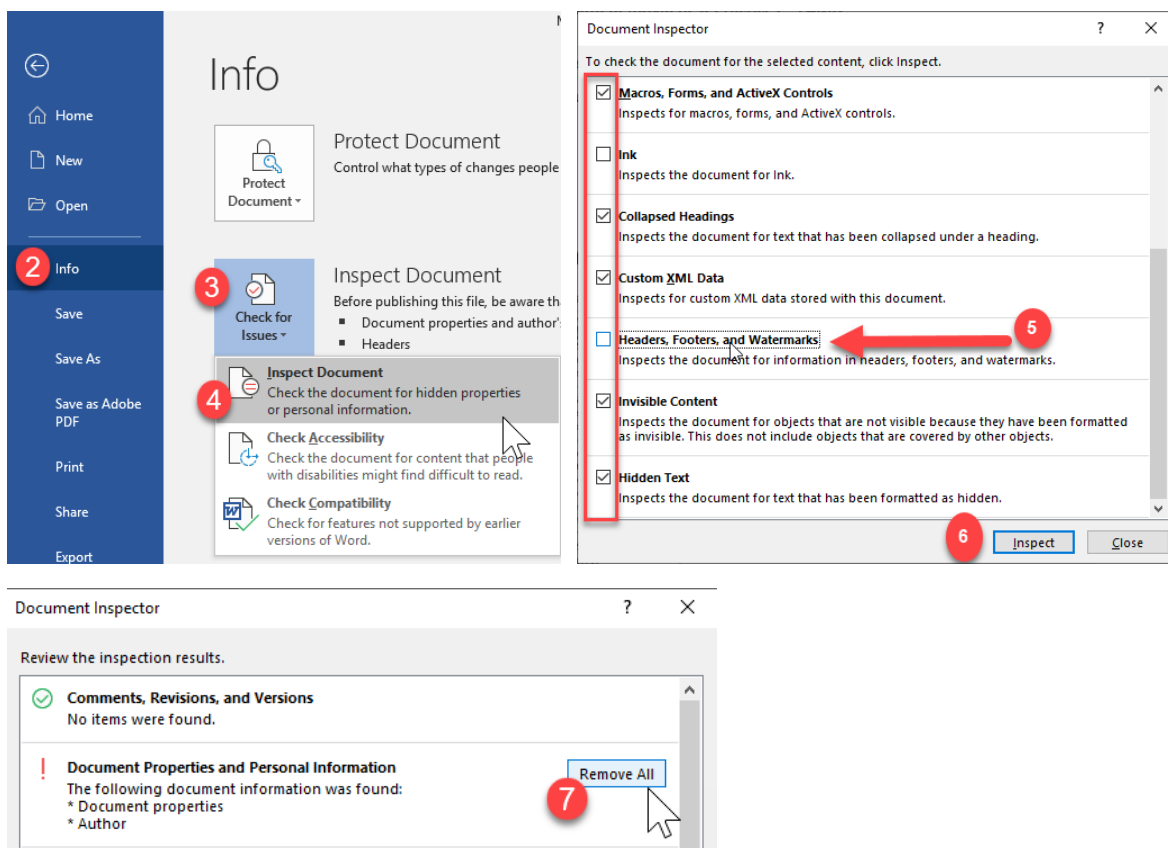 Info
Home
New
Open
2
Info
Save
Save As
Save as Adobe
PDF
Print
Share
Export
Protect
Document
Protect Document
Control what types of changes people
3
Check for
Issues
Inspect Document
Before publishing this file, be aware th
Document properties and author'
Headers
4
Inspect Document
Check the document for hidden properties
or personal information.
Check Accessibility
Check the document for content that people
with disabilities might find difficult to read.
Check Compatibility
Check for features not supported by earlier
versions of Word.
Document Inspector
?
To check the document for the selected content, click Inspect.
Macros, Forms, and ActiveX Controls
Inspects for macros, forms, and ActiveX controls.
Ink
Inspects the document for Ink.
Collapsed Headings
Inspects the document for text that has been collapsed under a heading.
Custom XML Data
Inspects for custom XML data stored with this document.
Headers, Footers, and Watermarks
5
Inspects the document for information in headers, footers, and watermarks.
Invisible Content
Inspects the document for objects that are not visible because they have been formatted
as invisible. This does not include objects that are covered by other objects.
Hidden Text
Inspects the document for text that has been formatted as hidden.
6
Inspect
Close
Document Inspector
?
Review the inspection results.
Comments, Revisions, and Versions
No items were found.
! Document Properties and Personal Information
Remove All
The following document information was found:
7
* Document properties
* Author